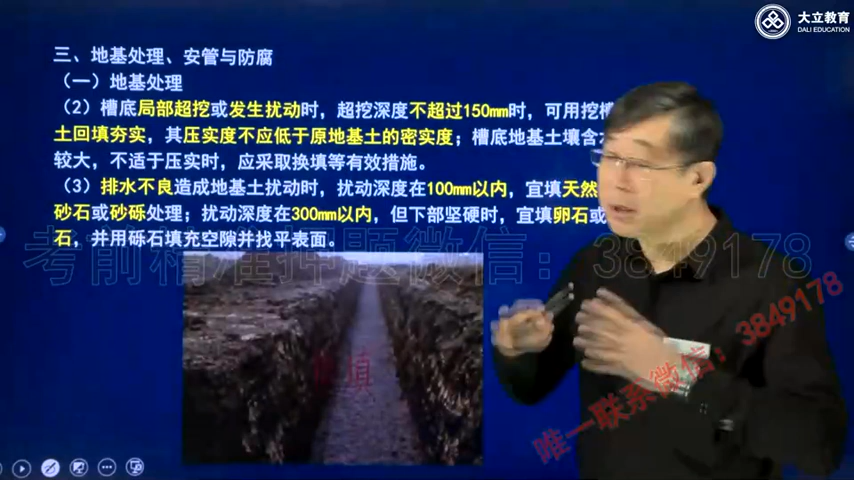 大立教育
DALI EDUCATION
三、地基处理、安管与防腐
（一）地基处理
（2）槽底局部超挖或发生扰动时，超挖深度不超过150mm时，可用挖槽
土回填夯实，其压实度不应低于原地基土的密实度；槽底地基土壤含
较大，不适于压实时，应采取换填等有效措施。
（3）排水不良造成地基土扰动时，扰动深度在100mm以内，宜填天然
砂石或砂砾处理；扰动深度在300mm以内，但下部坚硬时，宜填卵石或
石，并用砾石填充空隙并找平表面。
考前精准押题微信：3849178
填
唯一联系微信：3849178